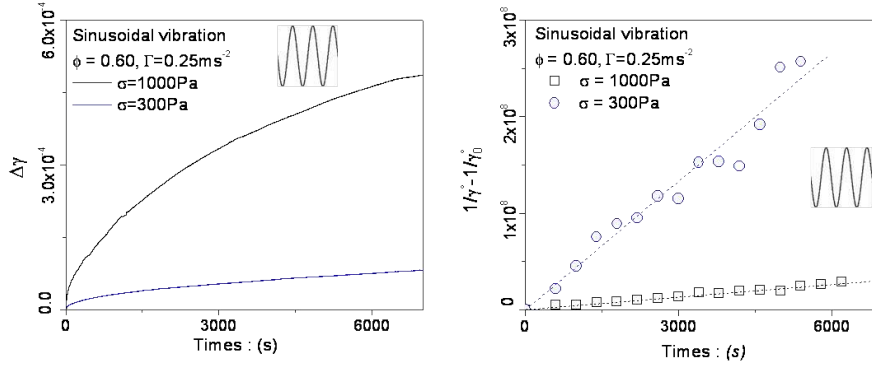 Sinusoidal vibration
ϕ = 0.60, Γ=0.25ms⁻²
σ=1000Pa
σ=300Pa
6.0x10⁻⁴
3.0x10⁻⁴
0.0
Δγ
0
3000
6000
Times : (s)
Sinusoidal vibration
ϕ = 0.60, Γ=0.25ms⁻²
σ = 1000Pa
σ = 300Pa
3x10⁸
2x10⁸
1x10⁸
0
1/γ°-1/γ°₀
0
3000
6000
Times : (s)